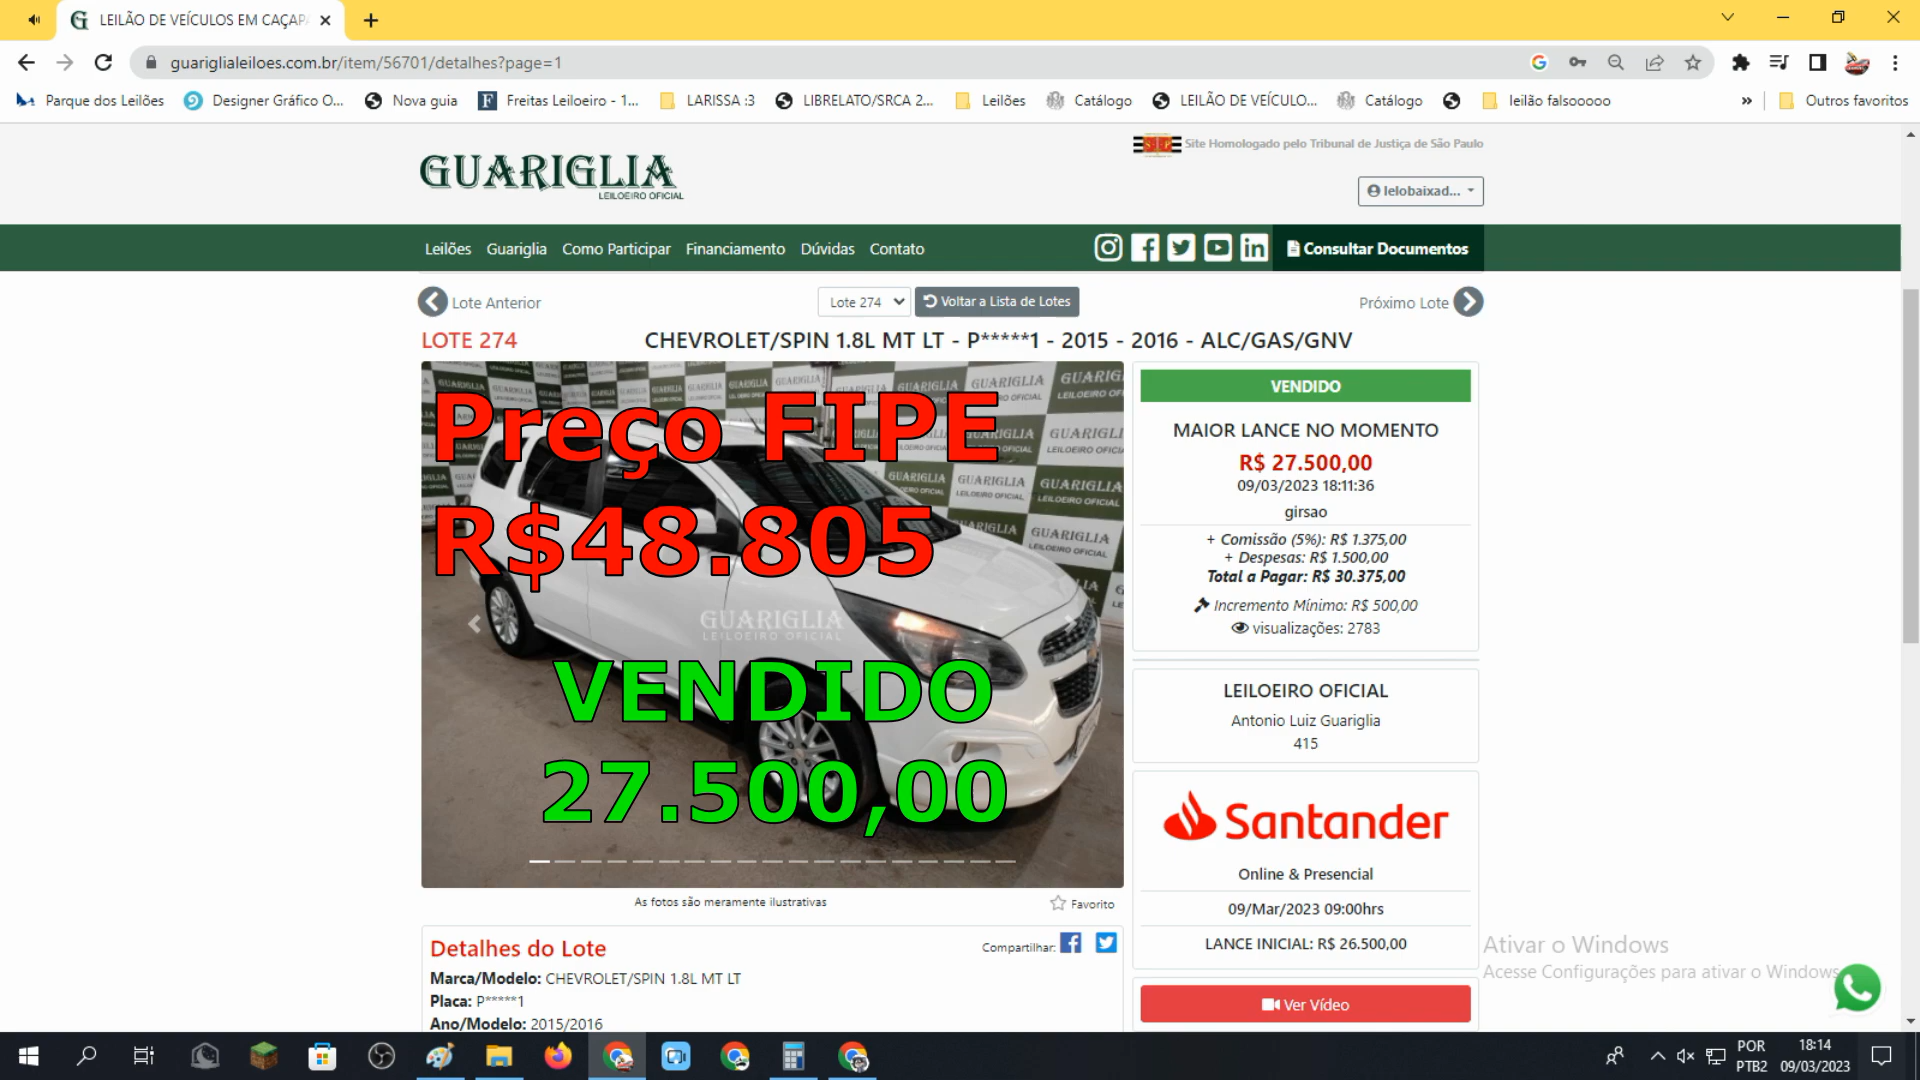 LEILÃO DE VEÍCULOS EM CAÇAPA
guariglialeiloes.com.br/item/56701/detalhes?page=1
Parque dos Leilões
Designer Gráfico O...
Nova guia
Freitas Leiloeiro - 1...
LARISSA :3
LIBRELATO/SRCA 2...
Leilões
Catálogo
LEILÃO DE VEÍCULO...
Catálogo
leilão falsooooo
»
Outros favoritos
GUARIGLIA
LEILOEIRO OFICIAL
Site Homologado pelo Tribunal de Justiça de São Paulo
lelobaixad...
Leilões Guariglia Como Participar Financiamento Dúvidas Contato
Consultar Documentos
Lote Anterior
Lote 274
Voltar a Lista de Lotes
Próximo Lote
LOTE 274
CHEVROLET/SPIN 1.8L MT LT - P*****1 - 2015 - 2016 - ALC/GAS/GNV
Preço FIPE
R$48.805
GUARIGLIA
LEILOEIRO OFICIAL
VENDIDO
27.500,00
As fotos são meramente ilustrativas
Favorito
Detalhes do Lote
Compartilhar:
Marca/Modelo: CHEVROLET/SPIN 1.8L MT LT
Placa: P*****1
Ano/Modelo: 2015/2016
VENDIDO
MAIOR LANCE NO MOMENTO
R$ 27.500,00
09/03/2023 18:11:36
girsao
+ Comissão (5%): R$ 1.375,00
+ Despesas: R$ 1.500,00
Total a Pagar: R$ 30.375,00
Incremento Mínimo: R$ 500,00
visualizações: 2783
LEILOEIRO OFICIAL
Antonio Luiz Guariglia
415
Santander
Online & Presencial
09/Mar/2023 09:00hrs
LANCE INICIAL: R$ 26.500,00
Ver Vídeo
Ativar o Windows
Acesse Configurações para ativar o Windows
POR
PTB2
18:14
09/03/2023